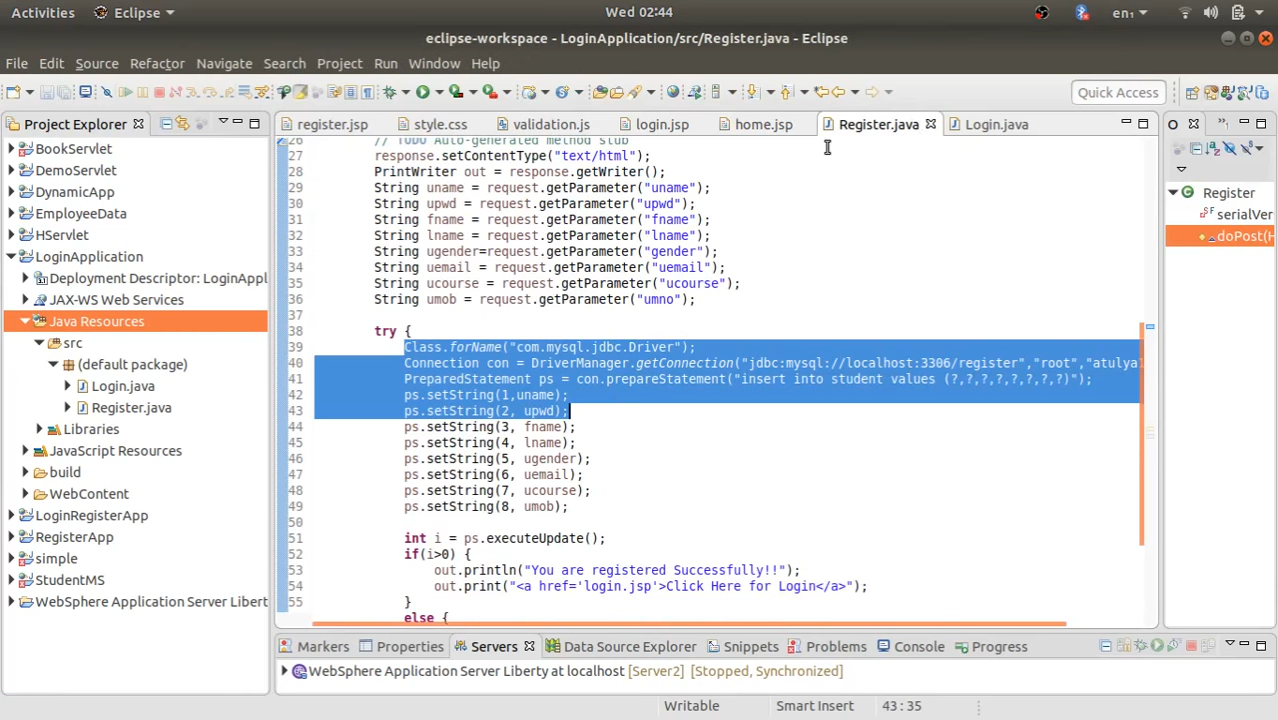 Activities Eclipse Wed 02:44 en₁
eclipse-workspace - LoginApplication/src/Register.java - Eclipse
File Edit Source Refactor Navigate Search Project Run Window Help
Quick Access
Project Explorer
BookServlet
DemoServlet
DynamicApp
EmployeeData
HServlet
LoginApplication
Deployment Descriptor: LoginAppl
JAX-WS Web Services
Java Resources
src
(default package)
Login.java
Register.java
Libraries
JavaScript Resources
build
WebContent
LoginRegisterApp
RegisterApp
simple
StudentMS
WebSphere Application Server Libert
register.jsp style.css validation.js login.jsp home.jsp Register.java Login.java
26 // TODO Auto-generated method stub
27 response.setContentType("text/html");
28 PrintWriter out = response.getWriter();
29 String uname = request.getParameter("uname");
30 String upwd = request.getParameter("upwd");
31 String fname = request.getParameter("fname");
32 String lname = request.getParameter("lname");
33 String ugender=request.getParameter("gender");
34 String uemail = request.getParameter("uemail");
35 String ucourse = request.getParameter("ucourse");
36 String umob = request.getParameter("umno");
37
38 try {
39 Class.forName("com.mysql.jdbc.Driver");
40 Connection con = DriverManager.getConnection("jdbc:mysql://localhost:3306/register","root","atulya1
41 PreparedStatement ps = con.prepareStatement("insert into student values (?,?,?,?,?,?,?,?)");
42 ps.setString(1,uname);
43 ps.setString(2, upwd);
44 ps.setString(3, fname);
45 ps.setString(4, lname);
46 ps.setString(5, ugender);
47 ps.setString(6, uemail);
48 ps.setString(7, ucourse);
49 ps.setString(8, umob);
50
51 int i = ps.executeUpdate();
52 if(i>0) {
53 out.println("You are registered Successfully!!");
54 out.print("<a href='login.jsp'>Click Here for Login</a>");
55 }
else {
O
Register
serialVer
doPost(H
Markers Properties Servers Data Source Explorer Snippets Problems Console Progress
WebSphere Application Server Liberty at localhost [Server2] [Stopped, Synchronized]
Writable Smart Insert 43 : 35